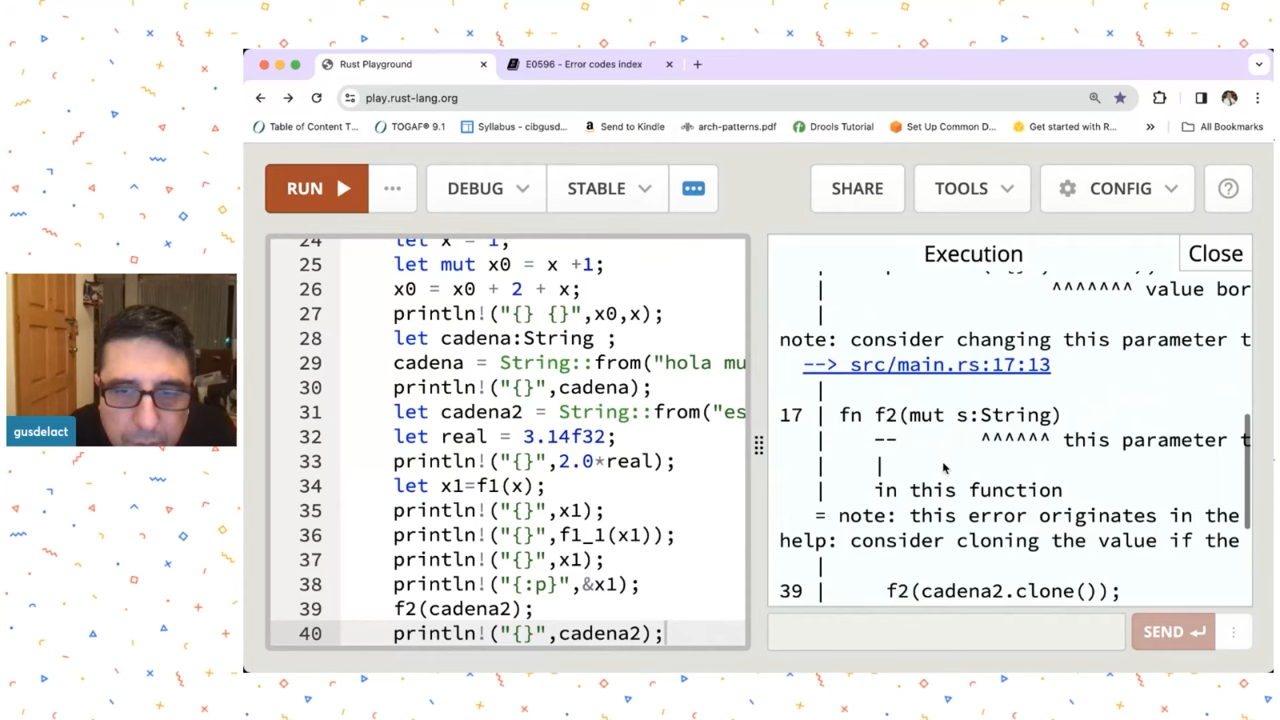 Rust Playground
E0596 - Error codes index
play.rust-lang.org
Table of Content T...
TOGAF® 9.1
Syllabus - cibgusd...
Send to Kindle
arch-patterns.pdf
Drools Tutorial
Set Up Common D...
Get started with R...
All Bookmarks
RUN
DEBUG
STABLE
SHARE
TOOLS
CONFIG
24 let x = 1;
25 let mut x0 = x +1;
26 x0 = x0 + 2 + x;
27 println!("{} {}",x0,x);
28 let cadena:String ;
29 cadena = String::from("hola mu
30 println!("{}",cadena);
31 let cadena2 = String::from("es
32 let real = 3.14f32;
33 println!("{}",2.0*real);
34 let x1=f1(x);
35 println!("{}",x1);
36 println!("{}",f1_1(x1));
37 println!("{}",x1);
38 println!("{:p}",&x1);
39 f2(cadena2);
40 println!("{}",cadena2);
Execution
Close
| ^^^^^^^ value bor
|
note: consider changing this parameter t
--> src/main.rs:17:13
|
17 | fn f2(mut s:String)
| -- ^^^^^^ this parameter t
| |
| in this function
= note: this error originates in the
help: consider cloning the value if the
|
39 | f2(cadena2.clone());
SEND
gusdelact